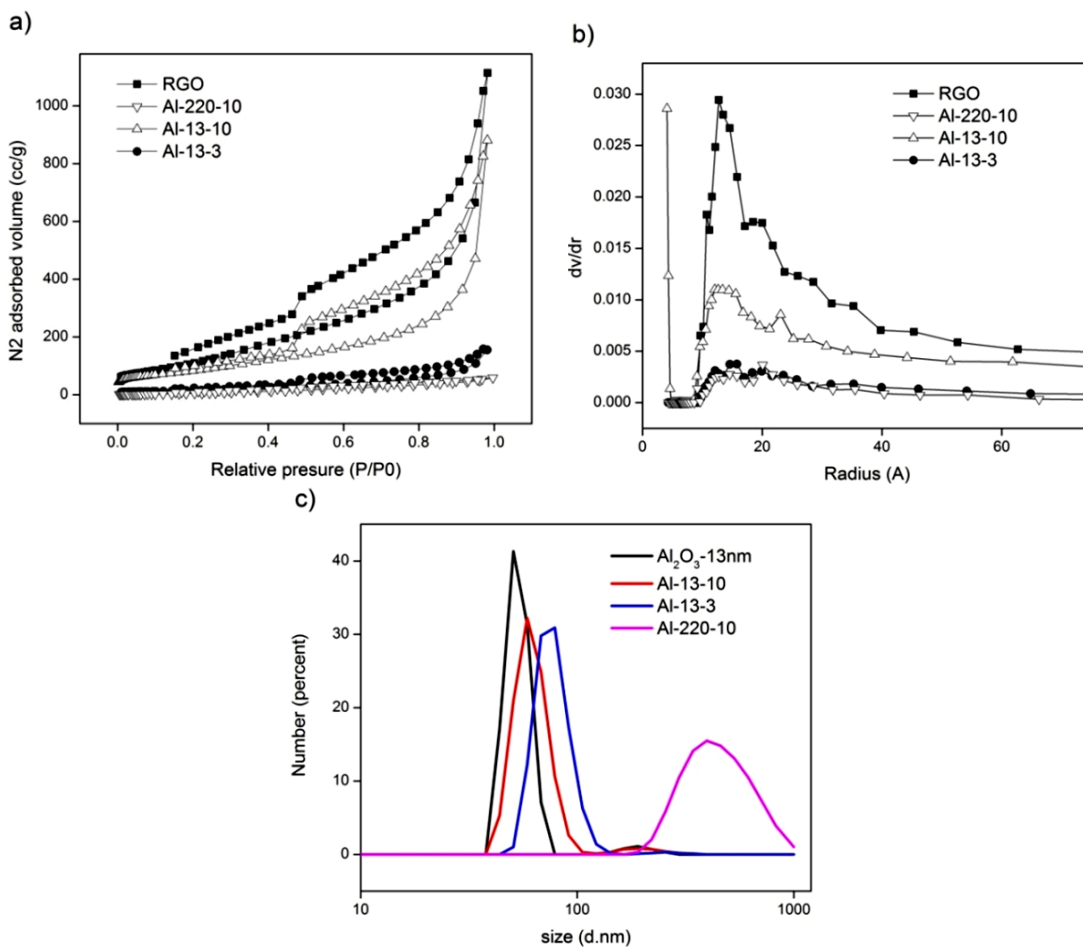 a)
RGO
Al-220-10
Al-13-10
Al-13-3
1000
800
600
400
200
0
N2 adsorbed volume (cc/g)
0.0 0.2 0.4 0.6 0.8 1.0
Relative presure (P/P0)
b)
RGO
Al-220-10
Al-13-10
Al-13-3
0.030
0.025
0.020
0.015
0.010
0.005
0.000
dv/dr
0 20 40 60
Radius (A)
c)
Al₂O₃-13nm
Al-13-10
Al-13-3
Al-220-10
40
30
20
10
0
Number (percent)
10 100 1000
size (d.nm)